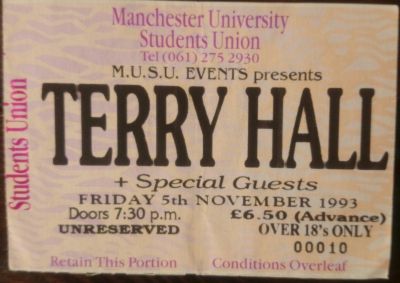 Manchester University
Students Union
Tel (061) 275 2930
M.U.S.U. EVENTS presents
TERRY HALL
+ Special Guests
FRIDAY 5th NOVEMBER 1993
Doors 7:30 p.m. £6.50 (Advance)
UNRESERVED OVER 18's ONLY
00010
Retain This Portion Conditions Overleaf
Students Union